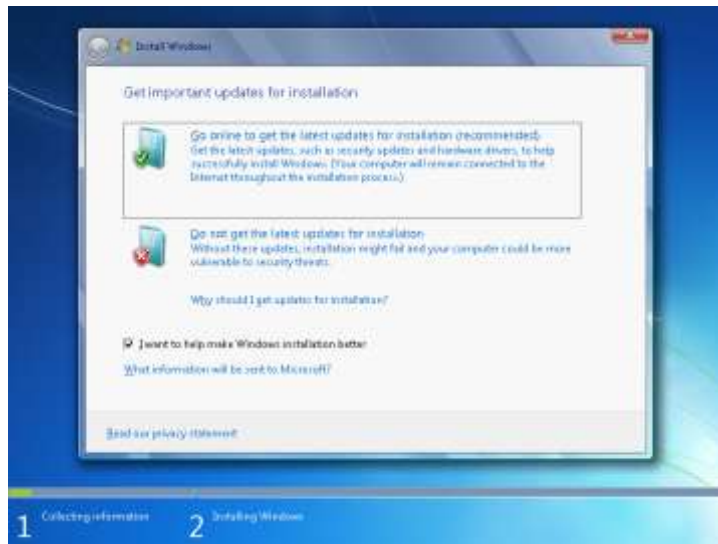 Install Windows
Get important updates for installation
Go online to get the latest updates for installation (recommended)
Get the latest updates, such as security updates and hardware drivers, to help
successfully install Windows. (Your computer will remain connected to the
Internet throughout the installation process.)
Do not get the latest updates for installation
Without these updates, installation might fail and your computer could be more
vulnerable to security threats.
Why should I get updates for installation?
I want to help make Windows installation better
What information will be sent to Microsoft?
Read our privacy statement
1 Collecting information
2 Installing Windows